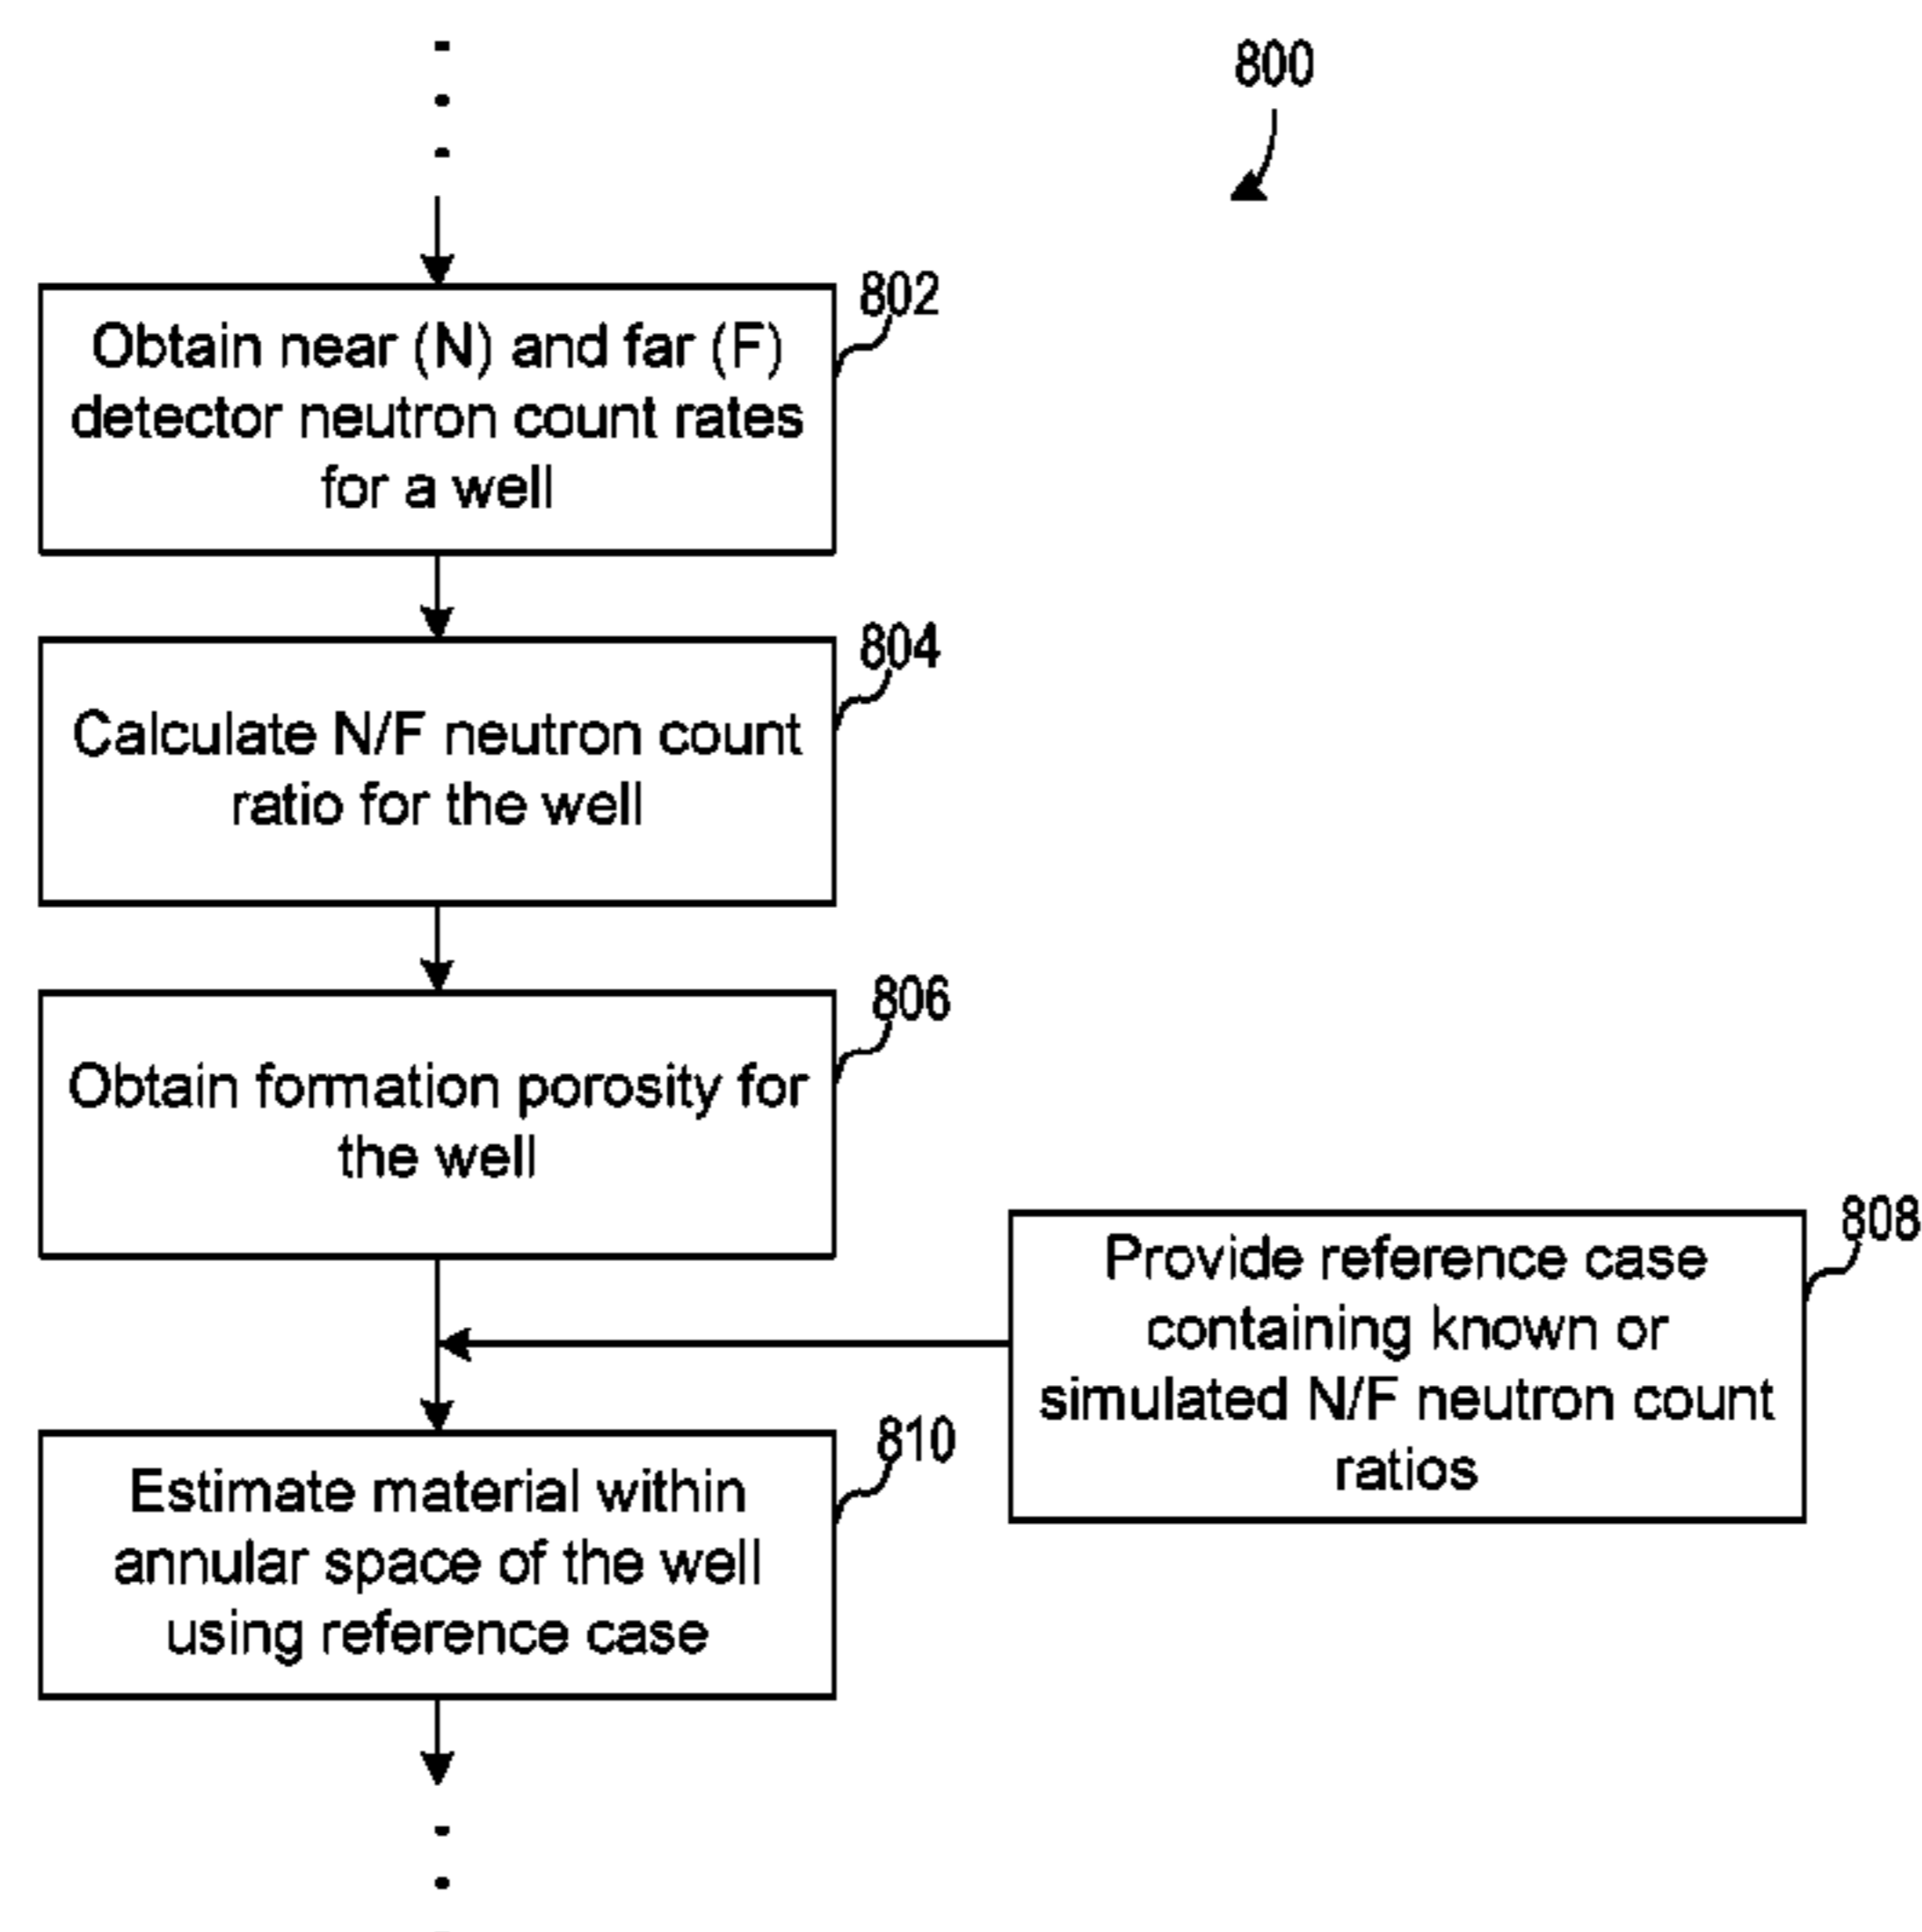 800
802
Obtain near (N) and far (F)
detector neutron count rates
for a well
804
Calculate N/F neutron count
ratio for the well
806
Obtain formation porosity for
the well
808
Provide reference case
containing known or
simulated N/F neutron count
ratios
810
Estimate material within
annular space of the well
using reference case